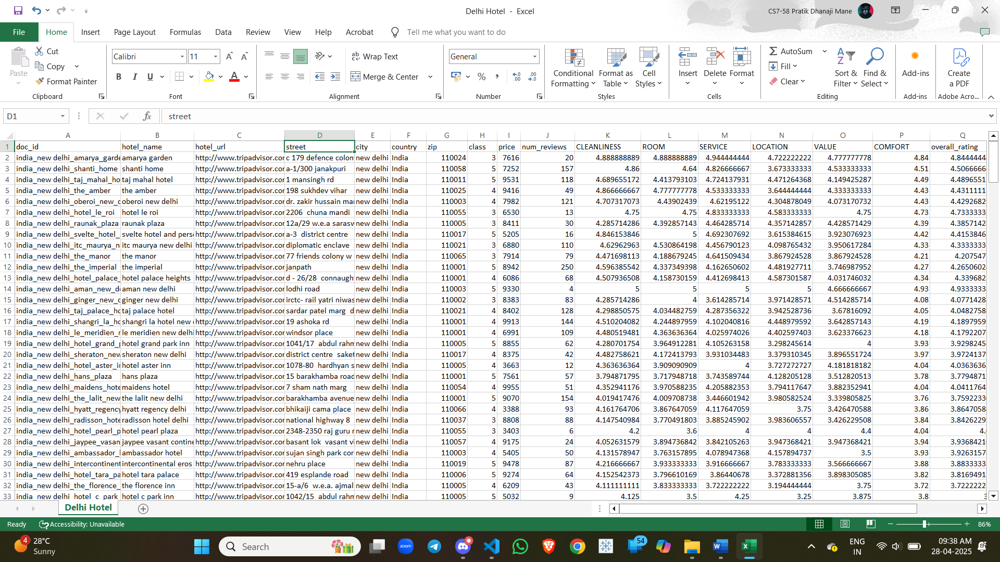 Delhi Hotel - Excel
CS7-58 Pratik Dhanaji Mane
File Home Insert Page Layout Formulas Data Review View Help Acrobat Tell me what you want to do
Paste Cut Copy Format Painter Clipboard
Calibri 11 B I U Font
Wrap Text Merge & Center Alignment
General Number
Conditional Formatting Format as Table Cell Styles Styles
Insert Delete Format Cells
AutoSum Fill Clear Sort & Filter Find & Select Editing
Add-ins Add-ins
Create a PDF Adobe Acro...
D1 fx street
A B C D E F G H I J K L M N O P Q
1 doc_id hotel_name hotel_url street city country zip class price num_reviews CLEANLINESS ROOM SERVICE LOCATION VALUE COMFORT overall_rating
2 india_new delhi_amarya_garde amarya garden http://www.tripadvisor.cor c 179 defence colon new delhi India 110024 3 7616 20 4.888888889 4.888888889 4.944444444 4.722222222 4.777777778 4.84 4.8444444
3 india_new delhi_shanti_home shanti home http://www.tripadvisor.cor a-1/300 janakpuri new delhi India 110058 5 7252 157 4.86 4.64 4.826666667 3.673333333 4.533333333 4.51 4.5066666
4 india_new delhi_taj_mahal_ho taj mahal hotel http://www.tripadvisor.cor 1 mansingh rd new delhi India 110011 5 9531 118 4.689655172 4.413793103 4.724137931 4.471264368 4.149425287 4.49 4.4896551
5 india_new delhi_the_amber the amber http://www.tripadvisor.cor 198 sukhdev vihar new delhi India 110025 4 9416 49 4.866666667 4.777777778 4.533333333 3.644444444 4.333333333 4.43 4.4311111
6 india_new delhi_oberoi_new_d oberoi new delhi http://www.tripadvisor.cor dr. zakir hussain mar new delhi India 110003 4 7982 121 4.707317073 4.43902439 4.62195122 4.304878049 4.073170732 4.43 4.4292682
7 india_new delhi_hotel_le_roi hotel le roi http://www.tripadvisor.cor 2206 chuna mandi new delhi India 110055 3 6530 13 4.75 4.75 4.833333333 4.583333333 4.75 4.73 4.7333333
8 india_new delhi_raunak_plaza raunak plaza http://www.tripadvisor.cor 12a/29 w.e.a sarasw new delhi India 110005 3 8411 30 4.285714286 4.392857143 4.464285714 4.357142857 4.428571429 4.39 4.3857142
9 india_new delhi_svelte_hotel_ svelte hotel and pers http://www.tripadvisor.cor a-3 district centre new delhi India 110017 5 5205 16 4.846153846 5 4.692307692 3.615384615 3.923076923 4.42 4.4153846
10 india_new delhi_itc_maurya_n itc maurya new delhi http://www.tripadvisor.cor diplomatic enclave new delhi India 110021 3 6880 110 4.62962963 4.530864198 4.456790123 4.098765432 3.950617284 4.33 4.3333333
11 india_new delhi_the_manor the manor http://www.tripadvisor.cor 77 friends colony w new delhi India 110065 3 7914 79 4.471698113 4.188679245 4.641509434 3.867924528 3.867924528 4.21 4.207547
12 india_new delhi_the_imperial the imperial http://www.tripadvisor.cor janpath new delhi India 110001 5 8942 250 4.596385542 4.337349398 4.162650602 4.481927711 3.746987952 4.27 4.2650602
13 india_new delhi_hotel_palace_ hotel palace heights http://www.tripadvisor.cor d - 26/28 connaugh new delhi India 110001 4 6086 68 4.507936508 4.158730159 4.412698413 4.587301587 4.031746032 4.34 4.339682
14 india_new delhi_aman_new_de aman new delhi http://www.tripadvisor.cor lodhi road new delhi India 110003 5 9330 4 5 5 5 5 4.666666667 4.93 4.9333333
15 india_new delhi_ginger_new_d ginger new delhi http://www.tripadvisor.cor irctc- rail yatri niwas new delhi India 110002 3 8383 83 4.285714286 4 3.614285714 3.971428571 4.514285714 4.08 4.0771428
16 india_new delhi_taj_palace_ho taj palace hotel http://www.tripadvisor.cor sardar patel marg d new delhi India 110021 4 8402 128 4.298850575 4.034482759 4.287356322 3.942528736 3.67816092 4.05 4.0482758
17 india_new delhi_shangri_la_ho shangri la hotel new http://www.tripadvisor.cor 19 ashoka rd new delhi India 110001 4 9913 144 4.510204082 4.244897959 4.102040816 4.448979592 3.642857143 4.19 4.1897959
18 india_new delhi_le_meridien_r le meridien new delhi http://www.tripadvisor.cor windsor place new delhi India 110001 4 6991 109 4.480519481 4.363636364 4.025974026 4.402597403 3.623376623 4.18 4.1792207
19 india_new delhi_hotel_grand_p hotel grand park inn http://www.tripadvisor.cor 1041/17 abdul rahm new delhi India 110005 5 8855 62 4.280701754 3.964912281 4.105263158 3.298245614 4 3.93 3.9298245
20 india_new delhi_sheraton_new sheraton new delhi http://www.tripadvisor.cor district centre saket new delhi India 110017 4 8375 42 4.482758621 4.172413793 3.931034483 3.379310345 3.896551724 3.97 3.9724137
21 india_new delhi_hotel_aster_ir hotel aster inn http://www.tripadvisor.cor 1078-80 hardhyan s new delhi India 110005 4 3663 12 4.363636364 3.909090909 4 3.727272727 4.181818182 4.04 4.0363636
22 india_new delhi_hans_plaza hans plaza http://www.tripadvisor.cor 15 barakhamba road new delhi India 110001 5 7561 57 3.794871795 3.717948718 3.743589744 4.128205128 3.512820513 3.78 3.7794871
23 india_new delhi_maidens_hote maidens hotel http://www.tripadvisor.cor 7 sham nath marg new delhi India 110054 4 9955 51 4.352941176 3.970588235 4.205882353 3.794117647 3.882352941 4.04 4.0411764
24 india_new delhi_the_lalit_new the lalit new delhi http://www.tripadvisor.cor barakhamba avenue new delhi India 110001 5 9070 154 4.019417476 4.009708738 3.446601942 3.980582524 3.339805825 3.76 3.7592233
25 india_new delhi_hyatt_regency hyatt regency delhi http://www.tripadvisor.cor bhikaiji cama place new delhi India 110066 4 3388 93 4.161764706 3.867647059 4.117647059 3.75 3.426470588 3.86 3.8647058
26 india_new delhi_radisson_hote radisson hotel delhi http://www.tripadvisor.cor national highway 8 new delhi India 110037 3 8808 88 4.147540984 3.770491803 3.885245902 3.983606557 3.426229508 3.84 3.8426229
27 india_new delhi_hotel_pearl_p hotel pearl plaza http://www.tripadvisor.cor 2348-2350 raj guru r new delhi India 110055 3 3403 6 4.2 3.6 4 4 4.4 4.04 4.
28 india_new delhi_jaypee_vasan jaypee vasant contine http://www.tripadvisor.cor basant lok vasant vi new delhi India 110057 4 9175 24 4.052631579 3.894736842 3.842105263 3.947368421 3.947368421 3.94 3.9368421
29 india_new delhi_ambassador_l ambassador hotel http://www.tripadvisor.cor sujan singh park cor new delhi India 110003 4 5405 50 4.131578947 3.763157895 4.078947368 4.157894737 3.5 3.93 3.9263157
30 india_new delhi_intercontinent intercontinental eros http://www.tripadvisor.cor nehru place new delhi India 110019 5 9478 87 4.216666667 3.933333333 3.916666667 3.783333333 3.566666667 3.88 3.8833333
31 india_new delhi_hotel_tara_pa hotel tara palace http://www.tripadvisor.cor 419 esplande road new delhi India 110006 5 9274 64 4.152542373 3.796610169 3.86440678 3.372881356 3.898305085 3.82 3.8169491
32 india_new delhi_the_florence_ the florence inn http://www.tripadvisor.cor 15-a/6 w.e.a. ajmal new delhi India 110005 4 6209 43 4.111111111 3.833333333 3.722222222 3.194444444 3.75 3.72 3.7222222
33 india_new delhi_hotel_c_park hotel c park inn http://www.tripadvisor.cor 1042/15 abdul rahm new delhi India 110005 5 5032 9 4.125 3.5 4.25 3.25 3.875 3.8
Delhi Hotel
Ready Accessibility: Unavailable 86%
4 28°C Sunny Search zoom 54 ENG IN 09:38 AM 28-04-2025